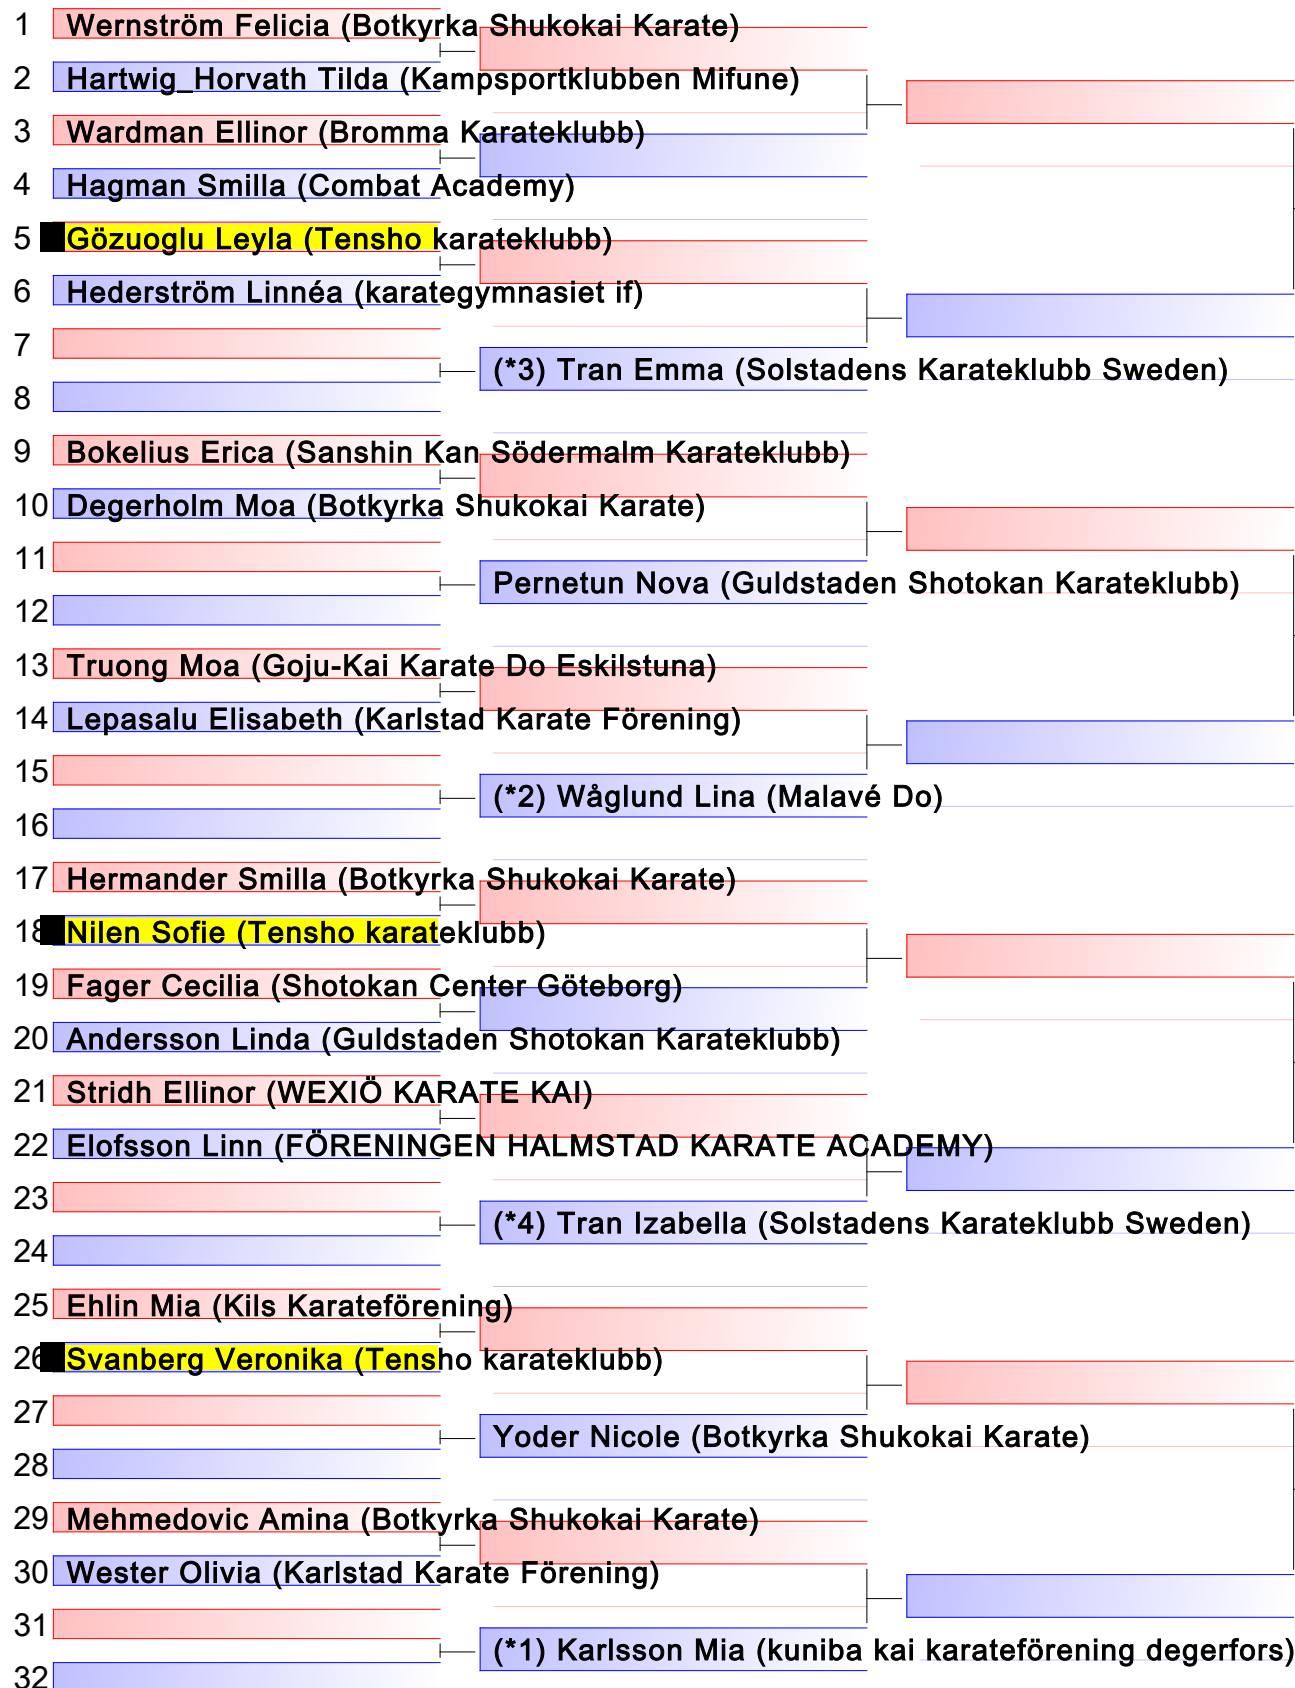 1 Wernström Felicia (Botkyrka Shukokai Karate)
2 Hartwig_Horvath Tilda (Kampsportklubben Mifune)
3 Wardman Ellinor (Bromma Karateklubb)
4 Hagman Smilla (Combat Academy)
5 Gözuoglu Leyla (Tensho karateklubb)
6 Hederström Linnéa (karategymnasiet if)
7
(*3) Tran Emma (Solstadens Karateklubb Sweden)
8
9 Bokelius Erica (Sanshin Kan Södermalm Karateklubb)
10 Degerholm Moa (Botkyrka Shukokai Karate)
11
Pernetun Nova (Guldstaden Shotokan Karateklubb)
12
13 Truong Moa (Goju-Kai Karate Do Eskilstuna)
14 Lepasalu Elisabeth (Karlstad Karate Förening)
15
(*2) Wåglund Lina (Malavé Do)
16
17 Hermander Smilla (Botkyrka Shukokai Karate)
18 Nilen Sofie (Tensho karateklubb)
19 Fager Cecilia (Shotokan Center Göteborg)
20 Andersson Linda (Guldstaden Shotokan Karateklubb)
21 Stridh Ellinor (WEXIÖ KARATE KAI)
22 Elofsson Linn (FÖRENINGEN HALMSTAD KARATE ACADEMY)
23
(*4) Tran Izabella (Solstadens Karateklubb Sweden)
24
25 Ehlin Mia (Kils Karateförening)
26 Svanberg Veronika (Tensho karateklubb)
27
Yoder Nicole (Botkyrka Shukokai Karate)
28
29 Mehmedovic Amina (Botkyrka Shukokai Karate)
30 Wester Olivia (Karlstad Karate Förening)
31
(*1) Karlsson Mia (kuniba kai karateförening degerfors)
32